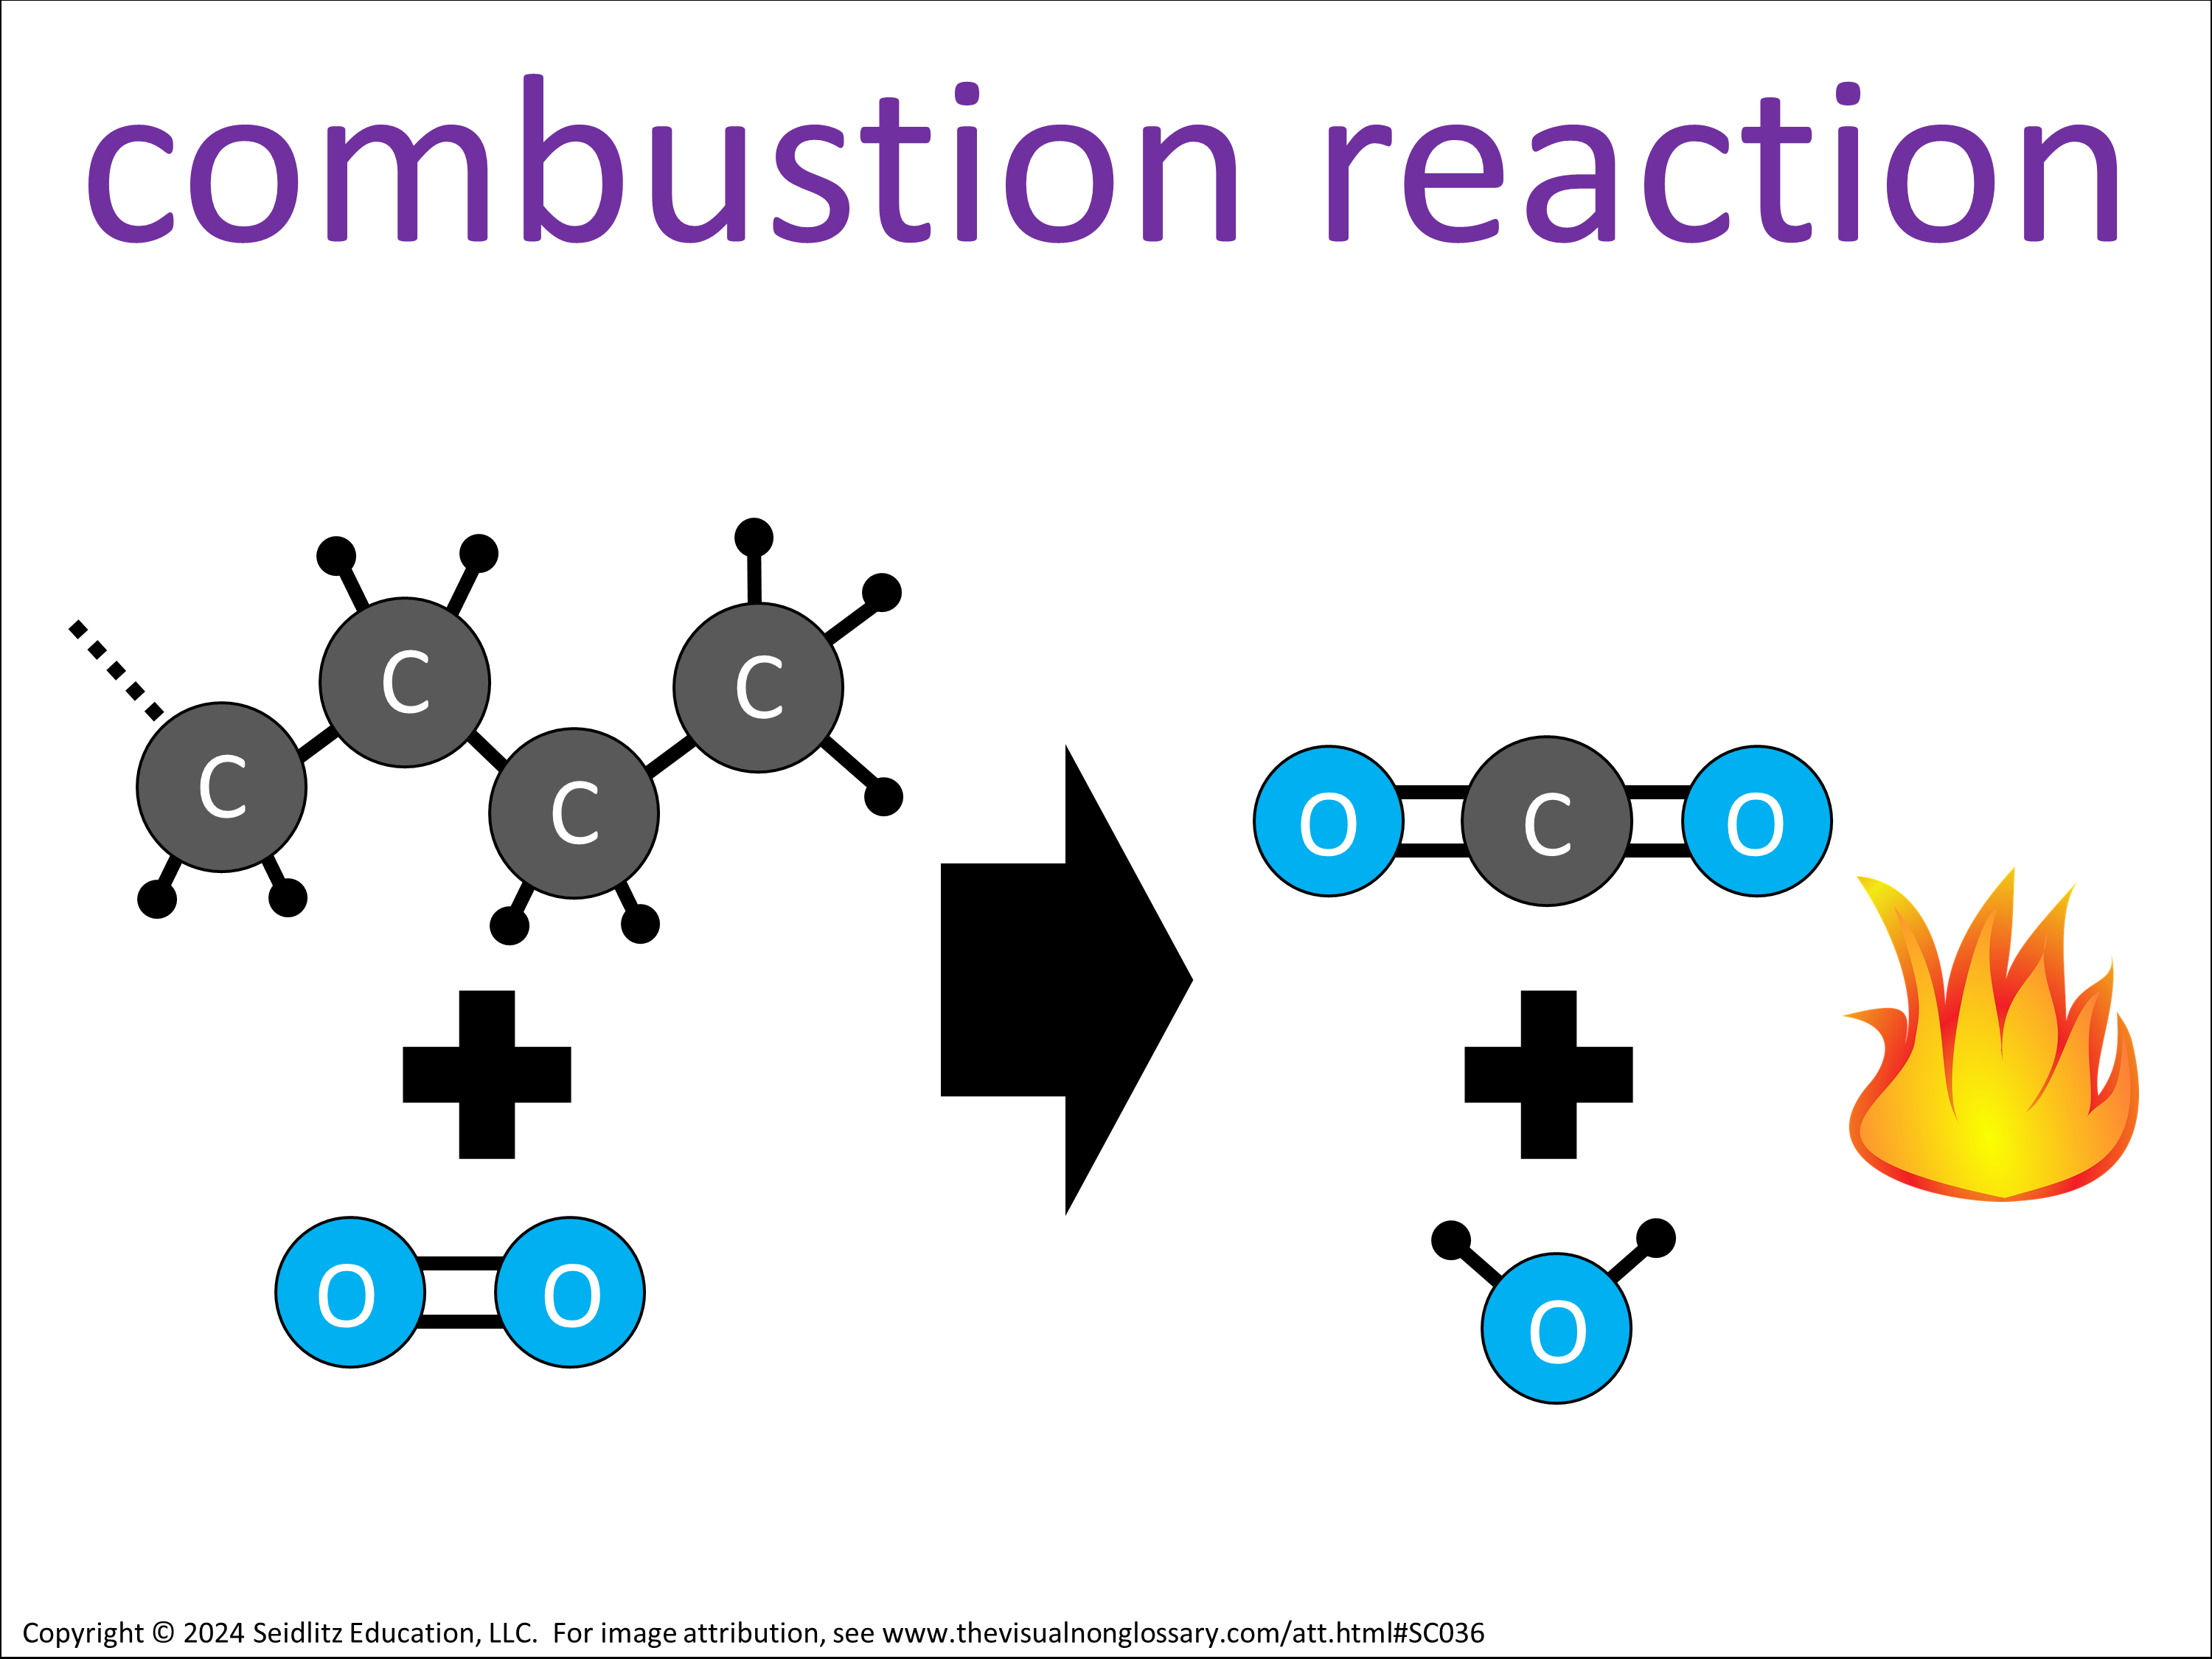 combustion reaction
C
C
C
C
O C O
O O
O
Copyright © 2024 Seidlitz Education, LLC.  For image attribution, see www.thevisualnonglossary.com/att.html#SC036